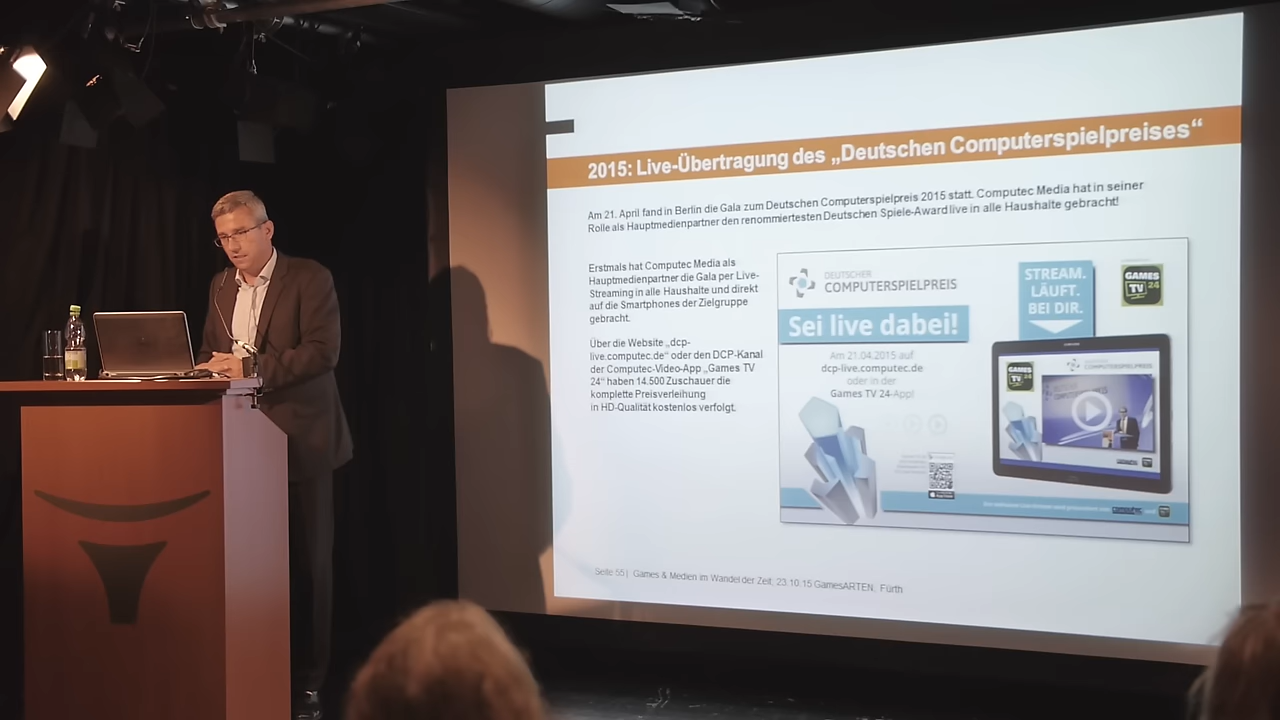 2015: Live-Übertragung des „Deutschen Computerspielpreises“
Am 21. April fand in Berlin die Gala zum Deutschen Computerspielpreis 2015 statt. Computec Media hat in seiner
Rolle als Hauptmedienpartner den renommiertesten Deutschen Spiele-Award live in alle Haushalte gebracht!
Erstmals hat Computec Media als
Hauptmedienpartner die Gala per Live-
Streaming in alle Haushalte und direkt
auf die Smartphones der Zielgruppe
gebracht.
Über die Website „dcp-
live.computec.de“ oder den DCP-Kanal
der Computec-Video-App „Games TV
24“ haben 14.500 Zuschauer die
komplette Preisverleihung
in HD-Qualität kostenlos verfolgt.
DEUTSCHER
COMPUTERSPIELPREIS
Sei live dabei!
Am 21.04.2015 auf
dcp-live.computec.de
oder in der
Games TV 24-App!
STREAM.
LÄUFT.
BEI DIR.
GAMES
TV 24
GAMES
TV 24
COMPUTERSPIELPREIS
computec
Seite 55 | Games & Medien im Wandel der Zeit, 23.10.15 GamesARTEN, Fürth